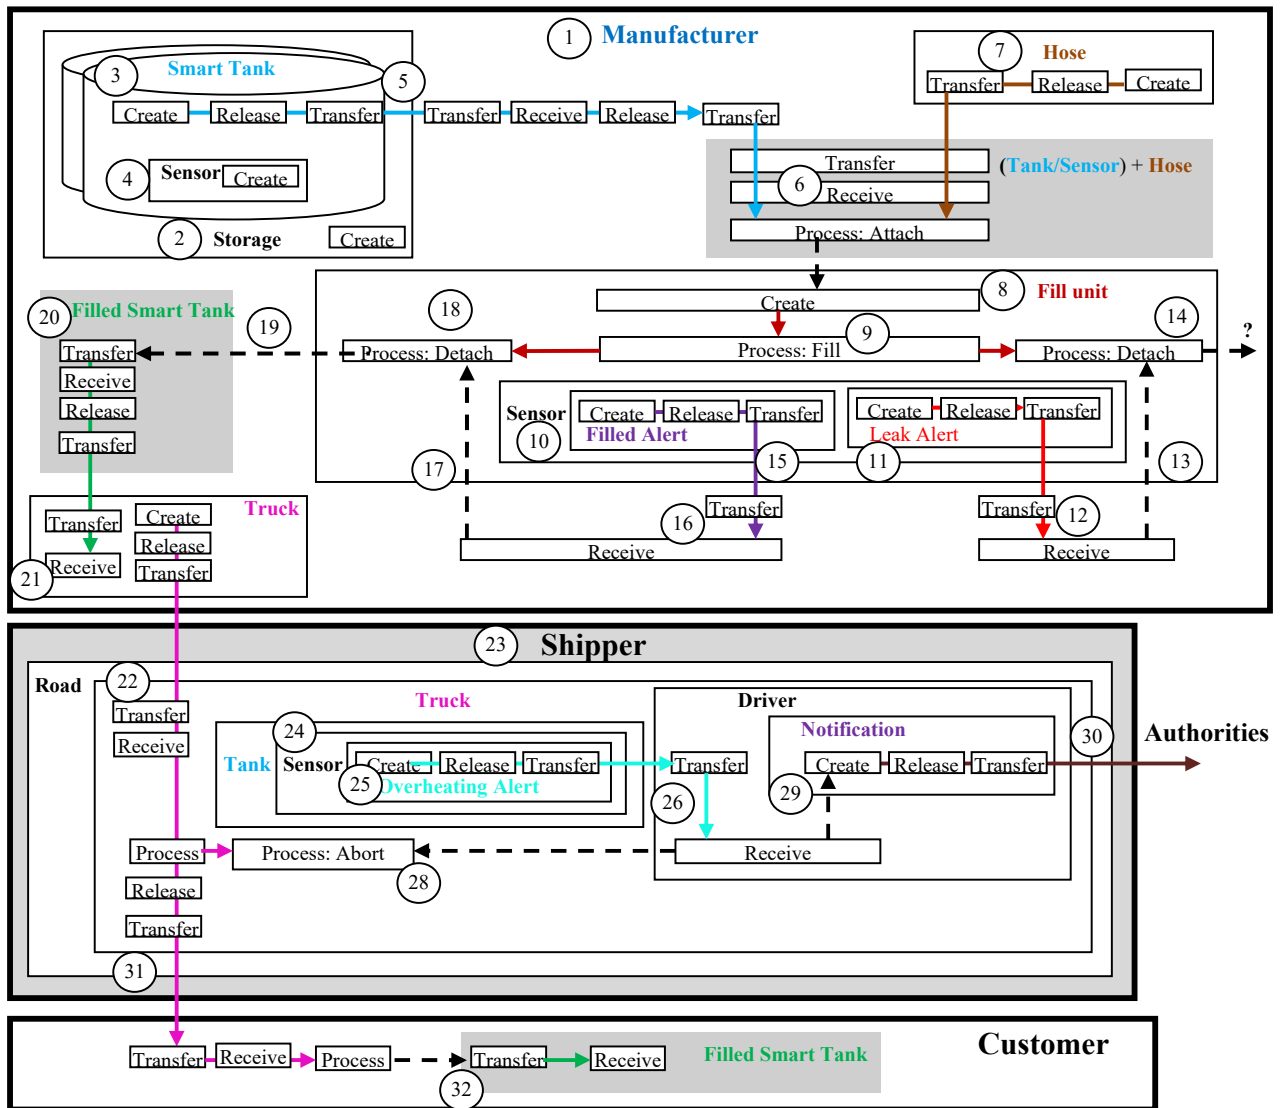 1 Manufacturer
3 Smart Tank 5
Create Release Transfer Transfer Receive Release Transfer
4 Sensor Create
2 Storage Create
7 Hose
Transfer Release Create
Transfer (Tank/Sensor) + Hose
6 Receive
Process: Attach
8 Fill unit
Create
20 Filled Smart Tank 19 18 9 14 ?
Transfer Process: Detach Process: Fill Process: Detach
Receive
Release
Transfer
Sensor Create Release Transfer Create Release Transfer
10 Filled Alert Leak Alert
17 15 11 13
Truck
Transfer Create
Release
21 Receive Transfer
Transfer Transfer 12
16 Receive Receive
23 Shipper
Road 22
Transfer
Receive
Truck
Driver
24 Notification
Tank Sensor Create Release Transfer Transfer Create Release Transfer 30 Authorities
25 Overheating Alert 26 29
Process Process: Abort Receive
28
Release
Transfer
31
Customer
Transfer Receive Process Transfer Receive Filled Smart Tank
32